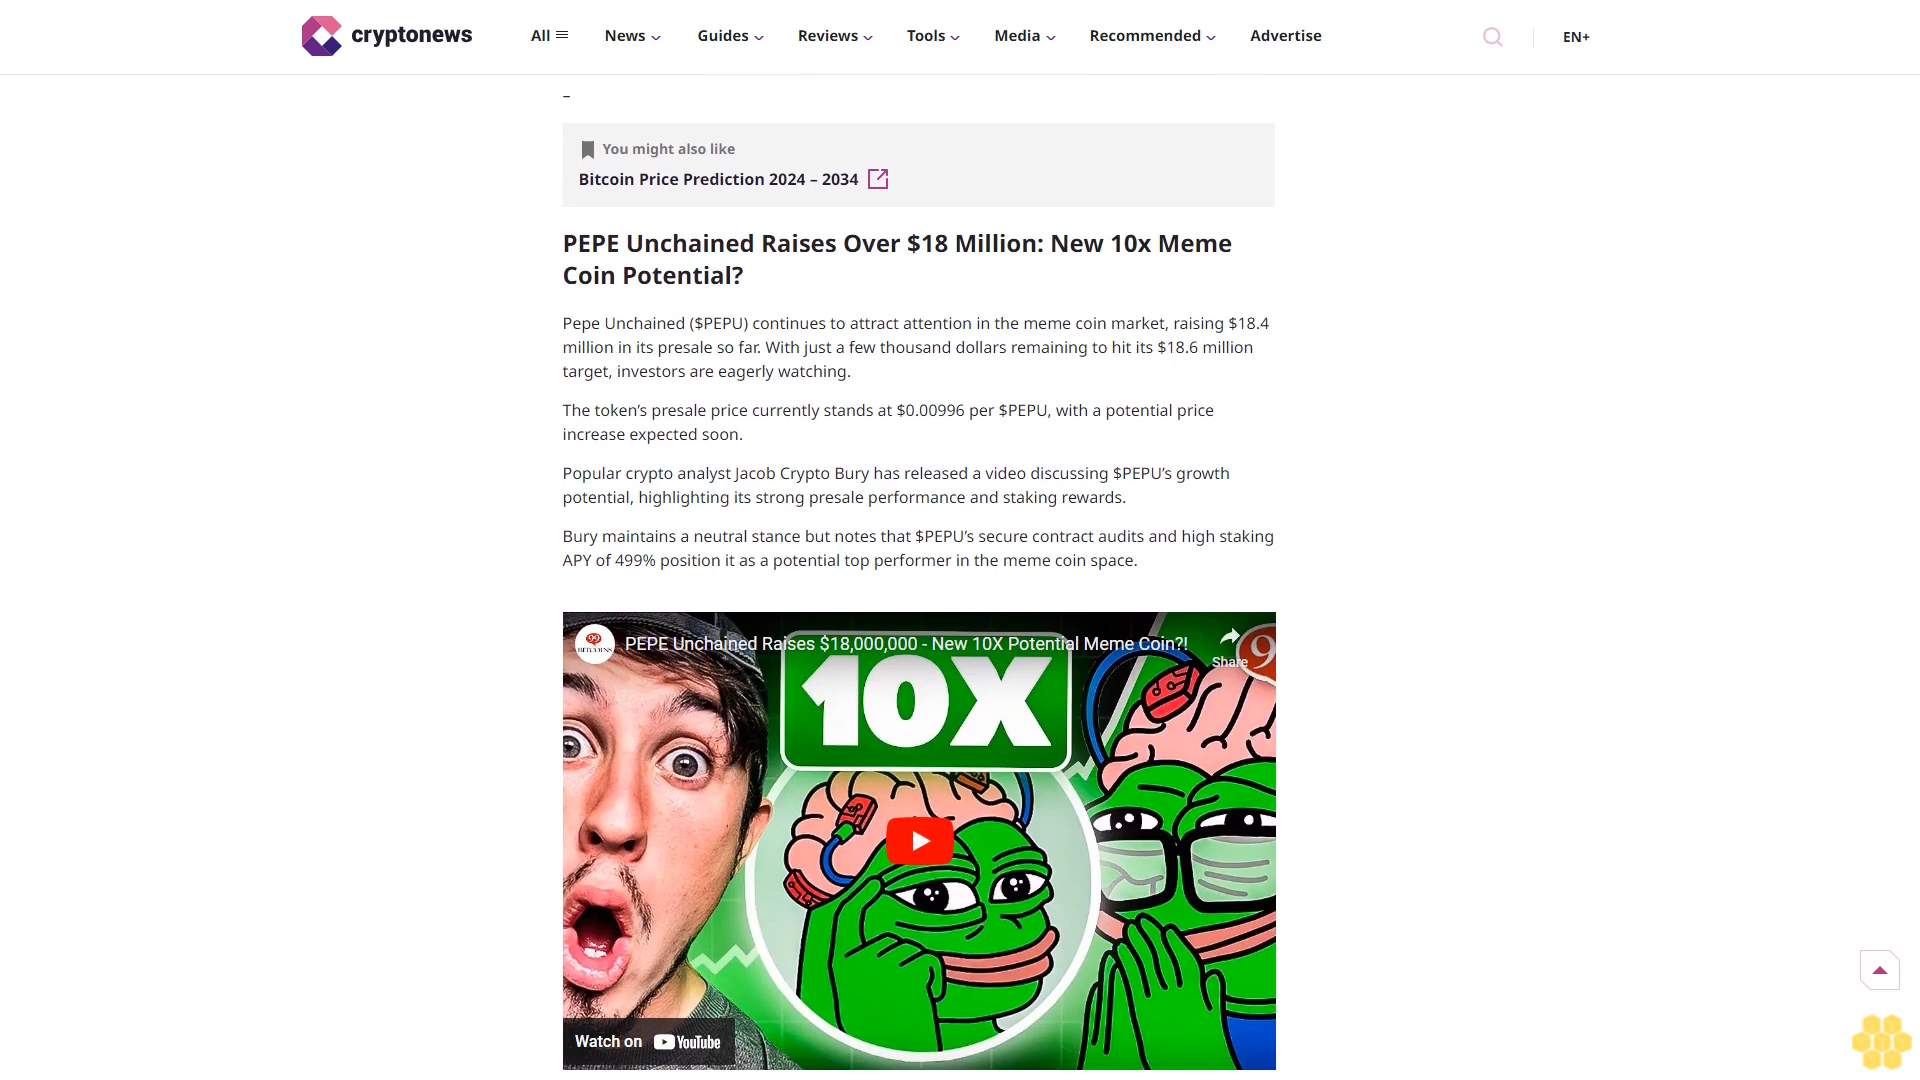 cryptonews
All
News
Guides
Reviews
Tools
Media
Recommended
Advertise
EN+
–
You might also like
Bitcoin Price Prediction 2024 – 2034
PEPE Unchained Raises Over $18 Million: New 10x Meme
Coin Potential?
Pepe Unchained ($PEPU) continues to attract attention in the meme coin market, raising $18.4
million in its presale so far. With just a few thousand dollars remaining to hit its $18.6 million
target, investors are eagerly watching.
The token’s presale price currently stands at $0.00996 per $PEPU, with a potential price
increase expected soon.
Popular crypto analyst Jacob Crypto Bury has released a video discussing $PEPU’s growth
potential, highlighting its strong presale performance and staking rewards.
Bury maintains a neutral stance but notes that $PEPU’s secure contract audits and high staking
APY of 499% position it as a potential top performer in the meme coin space.
99
BITCOINS
PEPE Unchained Raises $18,000,000 - New 10X Potential Meme Coin?!
Share
9
10X
Watch on YouTube